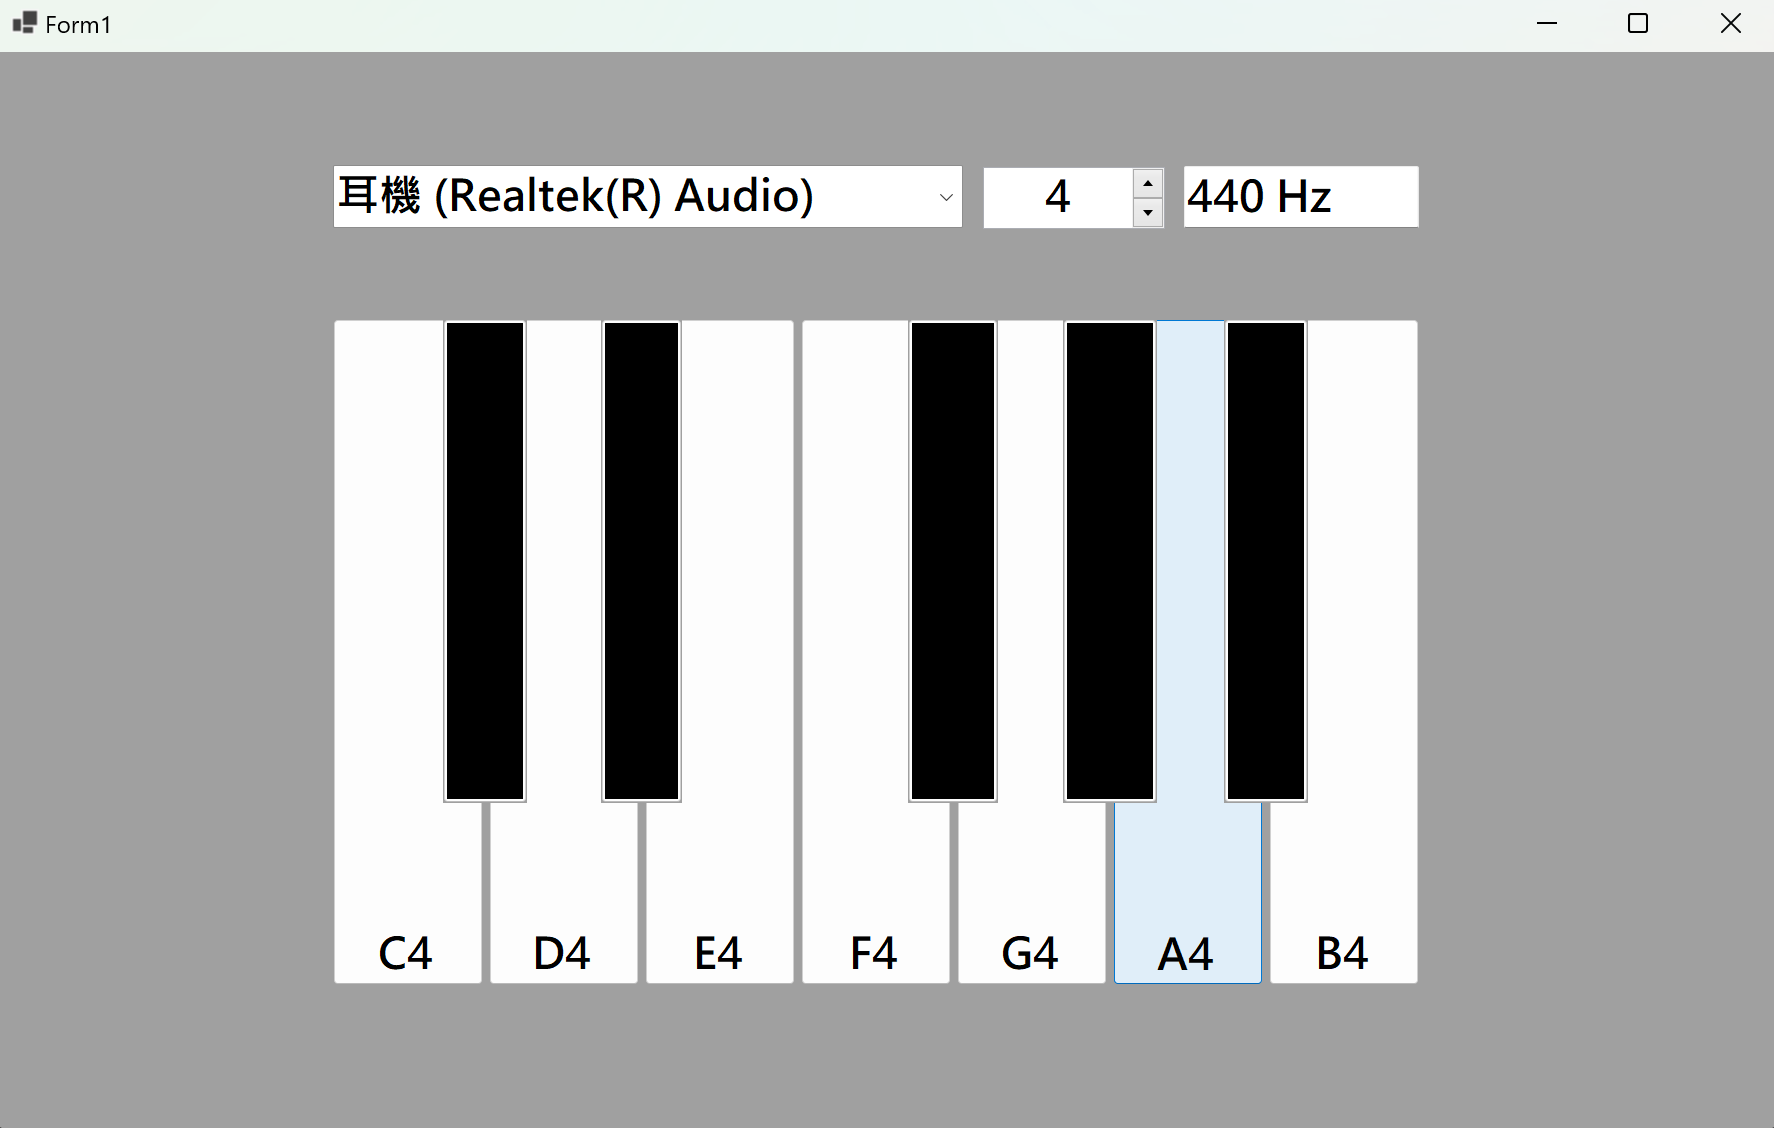 Form1
耳機 (Realtek(R) Audio)
4
440 Hz
C4
D4
E4
F4
G4
A4
B4